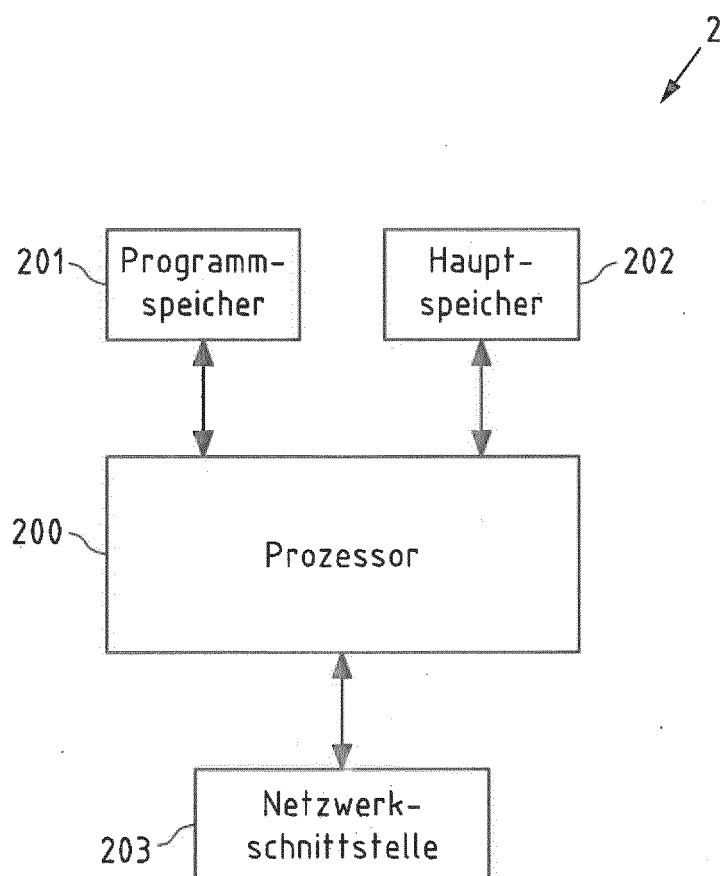 2
201
Programm-
speicher
Haupt-
speicher
202
200
Prozessor
203
Netzwerk-
schnittstelle